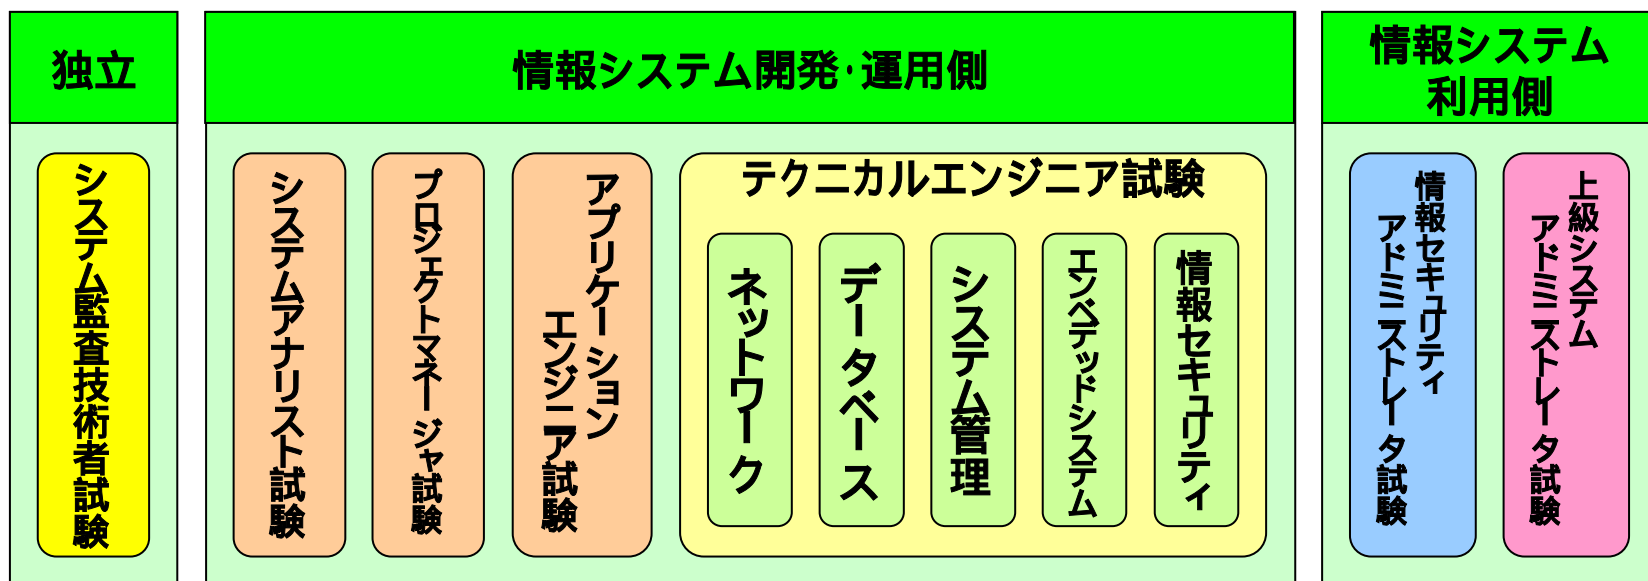 独立
システム監査技術者試験
情報システム開発・運用側
システムアナリスト試験
プロジェクトマネージャ試験
アプリケーション
エンジニア試験
テクニカルエンジニア試験
ネットワーク
データベース
システム管理
エンベデッドシステム
情報セキュリティ
情報システム
利用側
情報セキュリティ
アドミニストレータ試験
上級システム
アドミニストレータ試験